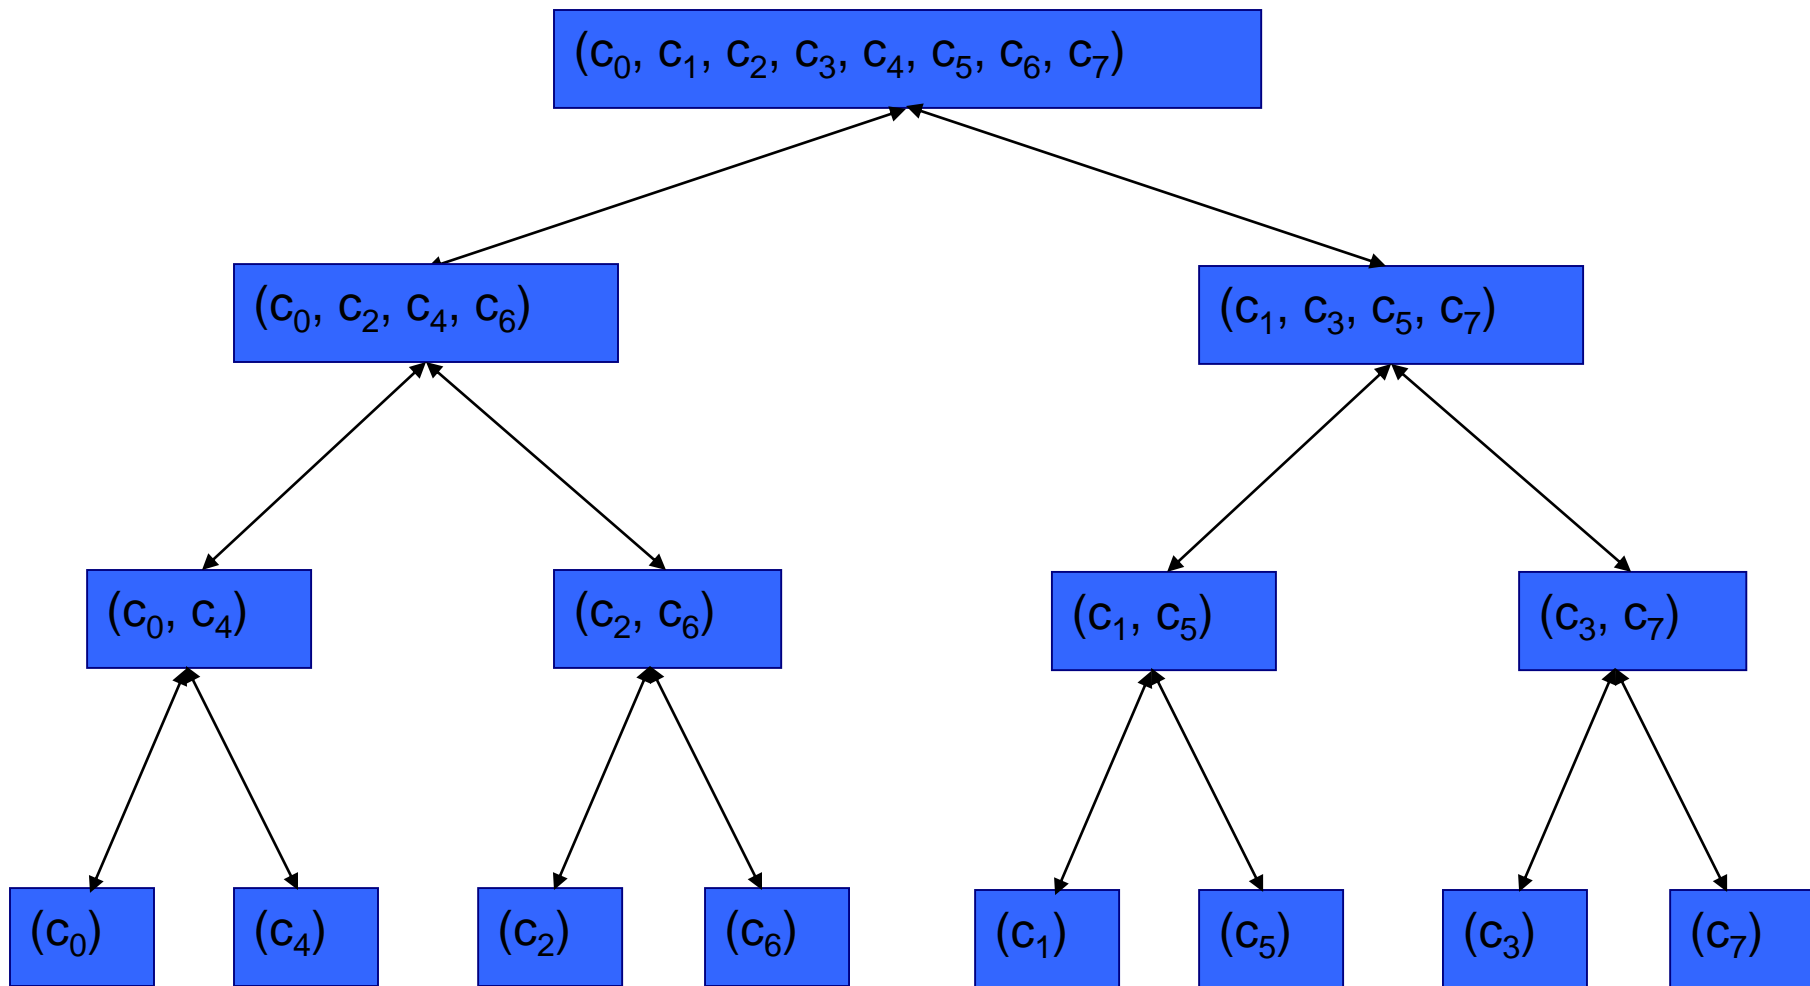 (c₀, c₁, c₂, c₃, c₄, c₅, c₆, c₇)
(c₀, c₂, c₄, c₆)
(c₁, c₃, c₅, c₇)
(c₀, c₄)
(c₂, c₆)
(c₁, c₅)
(c₃, c₇)
(c₀)
(c₄)
(c₂)
(c₆)
(c₁)
(c₅)
(c₃)
(c₇)